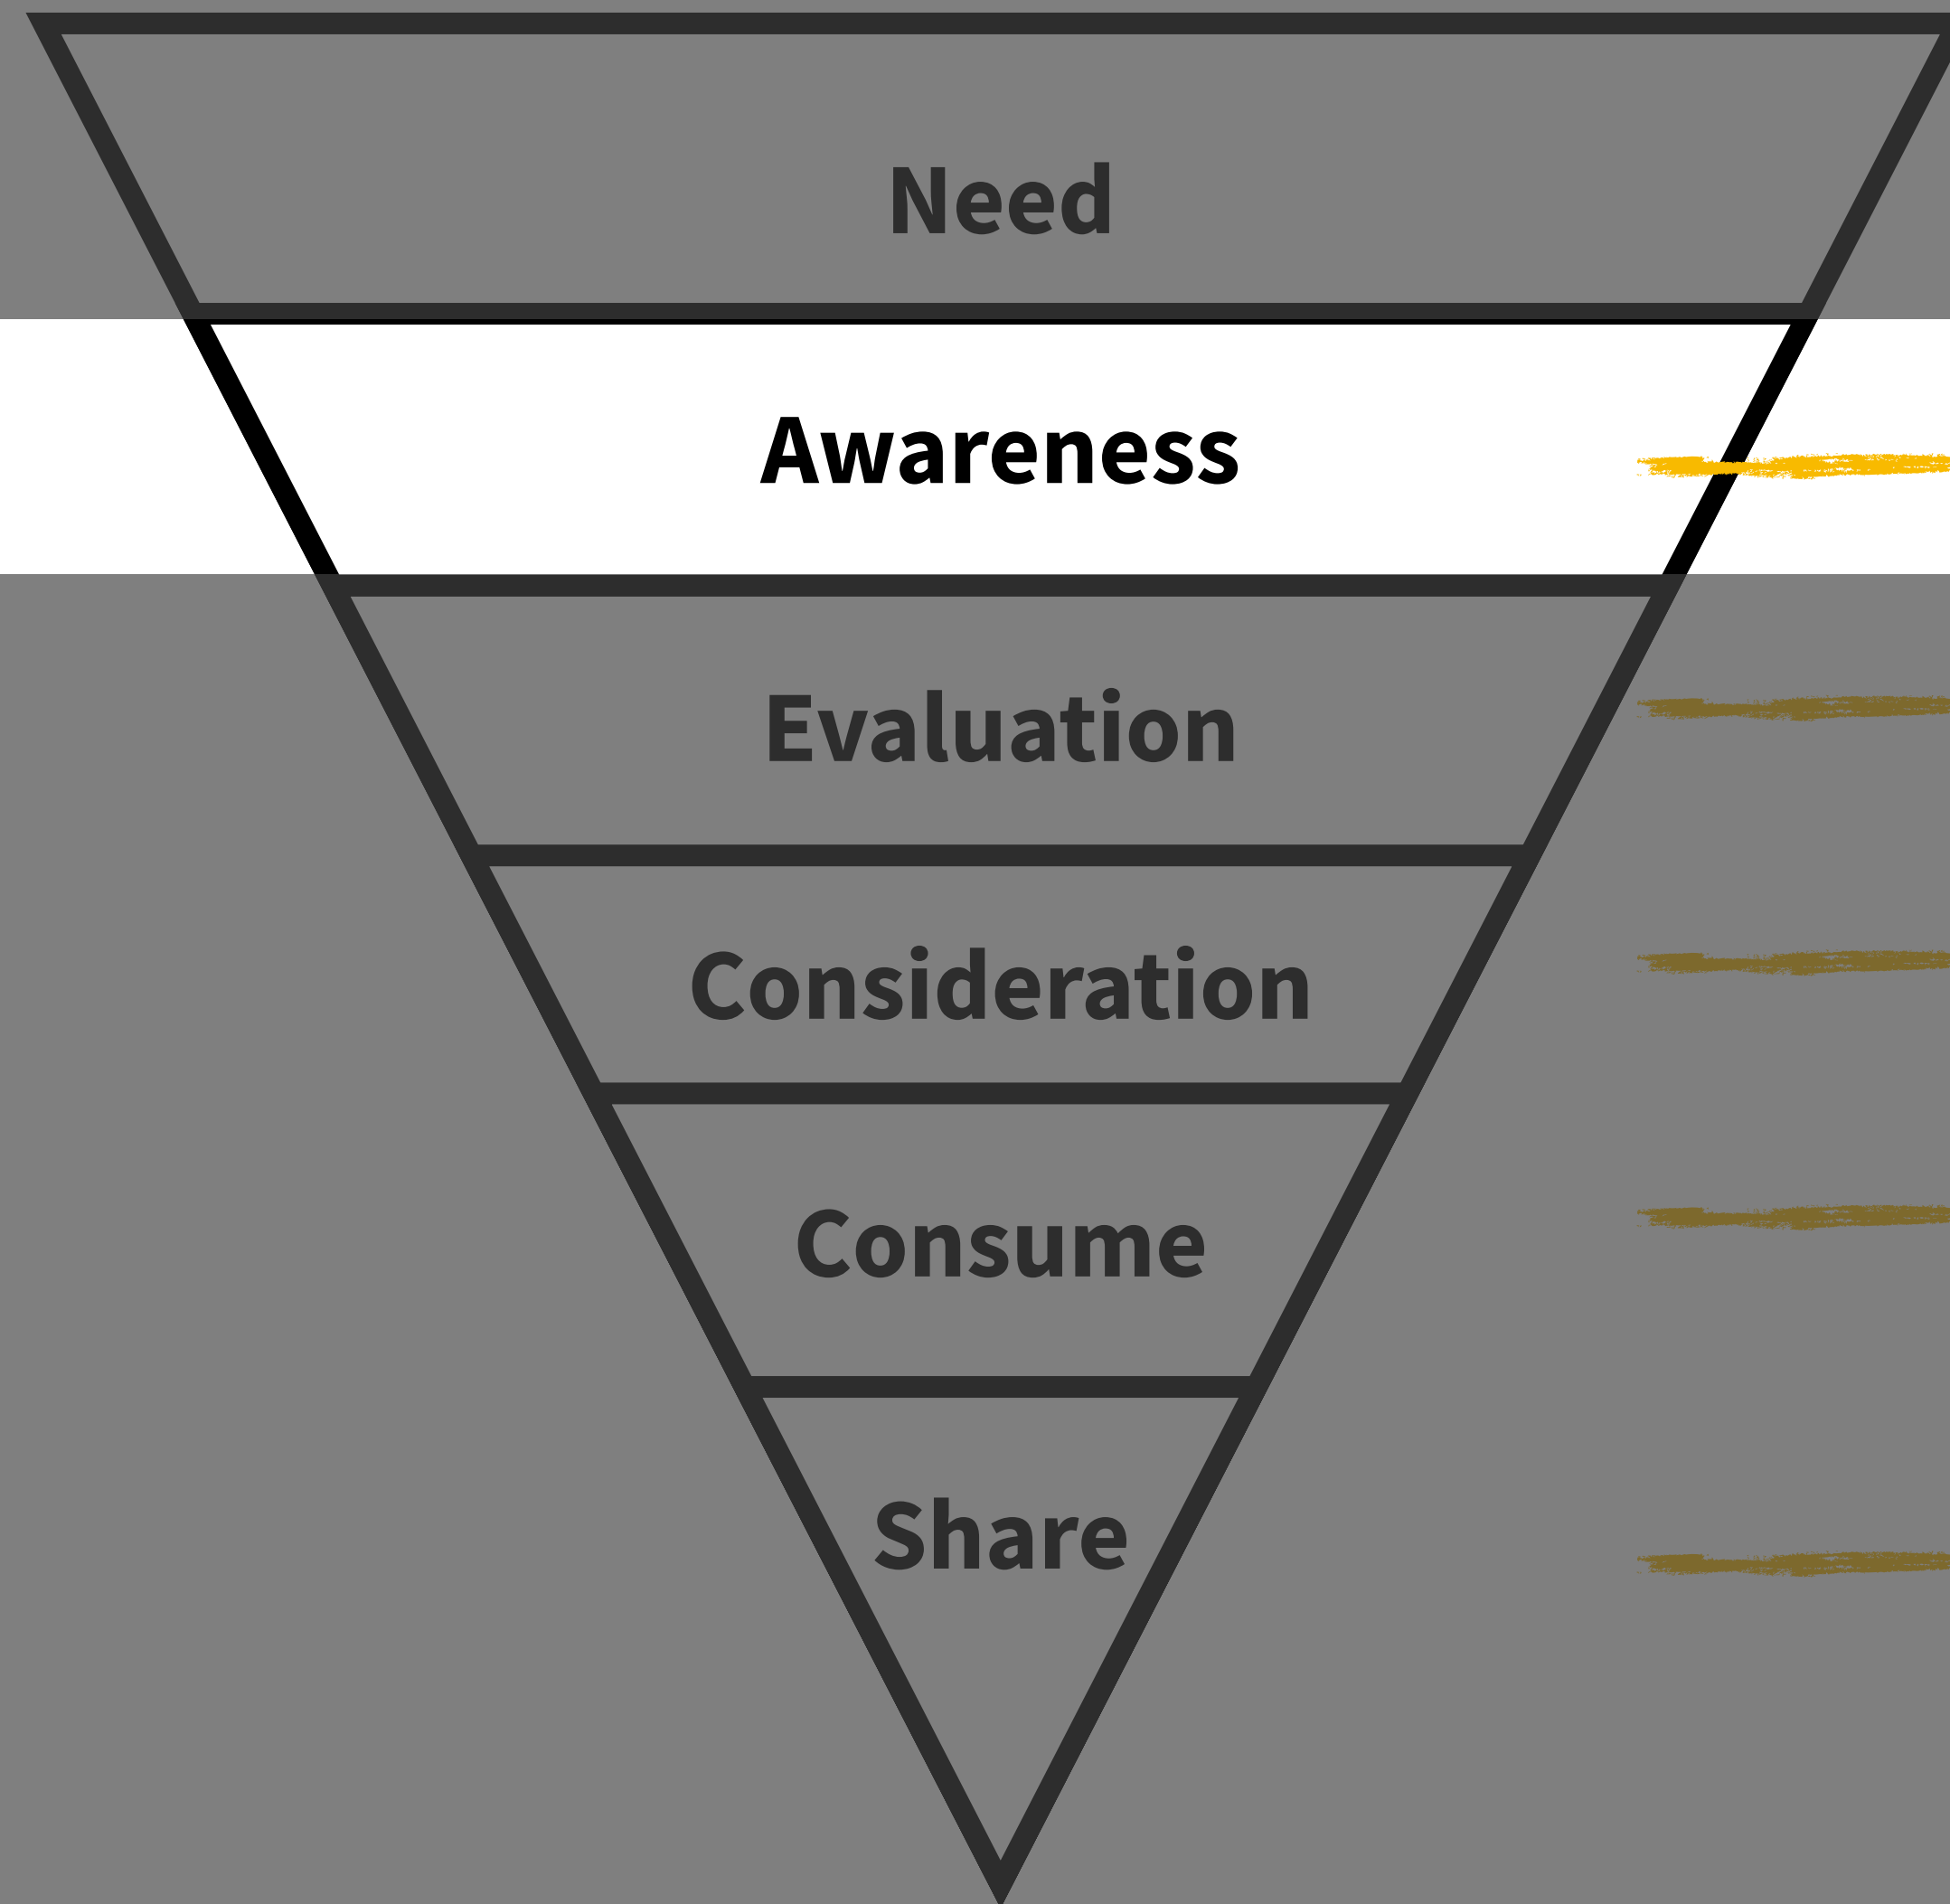 Need
Awareness
Evaluation
Consideration
Consume
Share